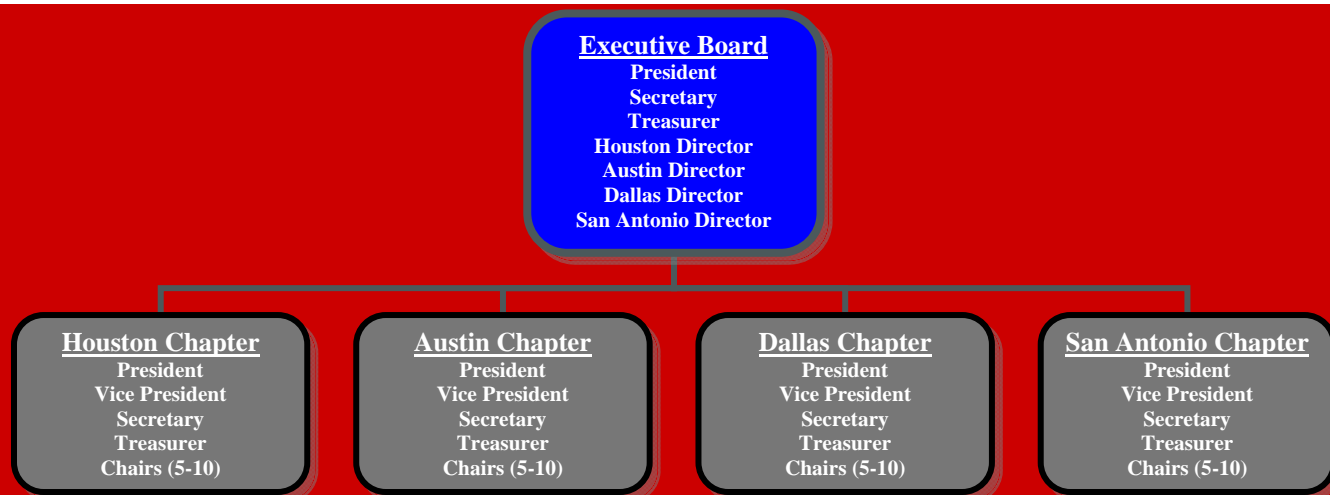 Executive Board
President
Secretary
Treasurer
Houston Director
Austin Director
Dallas Director
San Antonio Director
Houston Chapter
President
Vice President
Secretary
Treasurer
Chairs (5-10)
Austin Chapter
President
Vice President
Secretary
Treasurer
Chairs (5-10)
Dallas Chapter
President
Vice President
Secretary
Treasurer
Chairs (5-10)
San Antonio Chapter
President
Vice President
Secretary
Treasurer
Chairs (5-10)